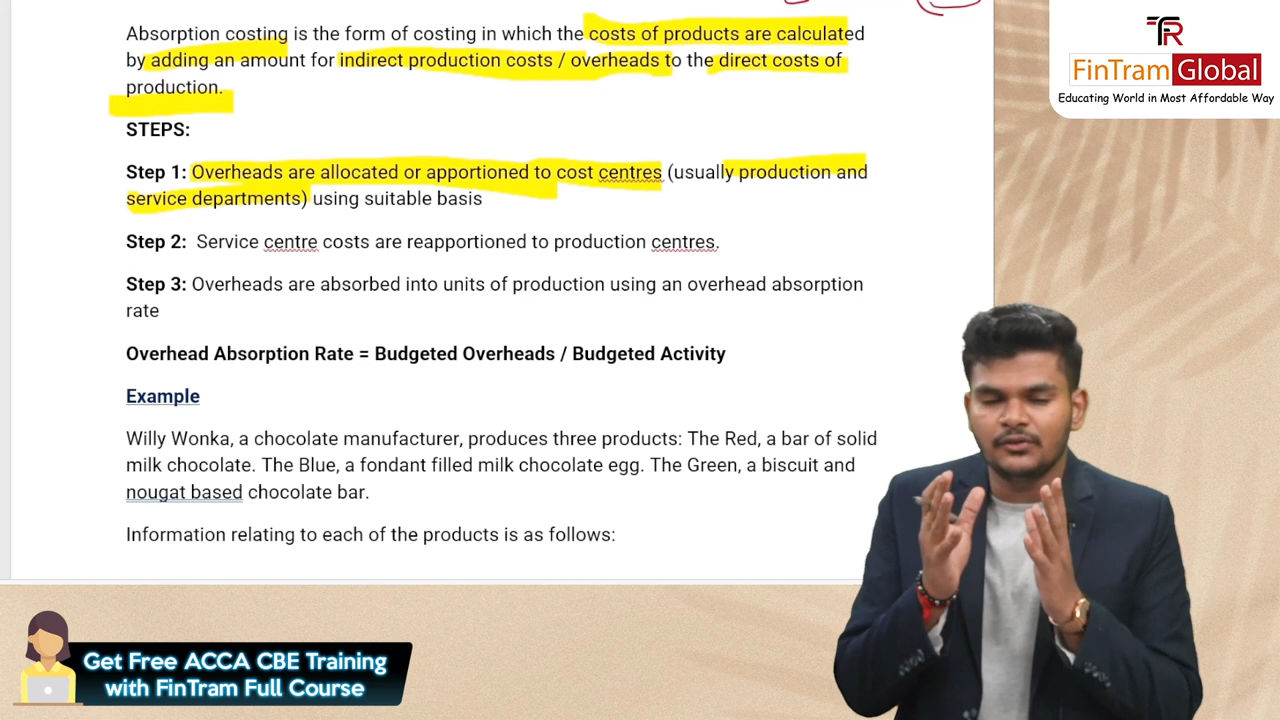 Absorption costing is the form of costing in which the costs of products are calculated
by adding an amount for indirect production costs / overheads to the direct costs of
production.
STEPS:
Step 1: Overheads are allocated or apportioned to cost centres (usually production and
service departments) using suitable basis
Step 2: Service centre costs are reapportioned to production centres.
Step 3: Overheads are absorbed into units of production using an overhead absorption
rate
Overhead Absorption Rate = Budgeted Overheads / Budgeted Activity
Example
Willy Wonka, a chocolate manufacturer, produces three products: The Red, a bar of solid
milk chocolate. The Blue, a fondant filled milk chocolate egg. The Green, a biscuit and
nougat based chocolate bar.
Information relating to each of the products is as follows:
FinTram Global
Educating World in Most Affordable Way
Get Free ACCA CBE Training
with FinTram Full Course